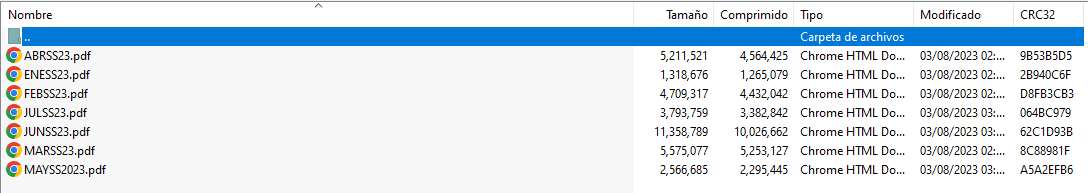 Nombre Tamaño Comprimido Tipo Modificado CRC32
.. Carpeta de archivos
ABRSS23.pdf 5,211,521 4,564,425 Chrome HTML Do... 03/08/2023 02:... 9B53B5D5
ENESS23.pdf 1,318,676 1,265,079 Chrome HTML Do... 03/08/2023 02:... 2B940C6F
FEBSS23.pdf 4,709,317 4,432,042 Chrome HTML Do... 03/08/2023 02:... D8FB3CB3
JULSS23.pdf 3,793,759 3,382,842 Chrome HTML Do... 03/08/2023 03:... 064BC979
JUNSS23.pdf 11,358,789 10,026,662 Chrome HTML Do... 03/08/2023 03:... 62C1D93B
MARSS23.pdf 5,575,077 5,253,127 Chrome HTML Do... 03/08/2023 02:... 8C88981F
MAYSS2023.pdf 2,566,685 2,295,445 Chrome HTML Do... 03/08/2023 03:... A5A2EFB6